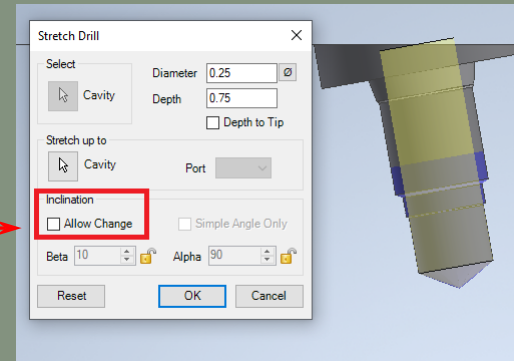 Stretch Drill
Select
Cavity
Diameter 0.25 Ø
Depth 0.75
Depth to Tip
Stretch up to
Cavity
Port
Inclination
Allow Change
Simple Angle Only
Beta 10
Alpha 90
Reset
OK
Cancel